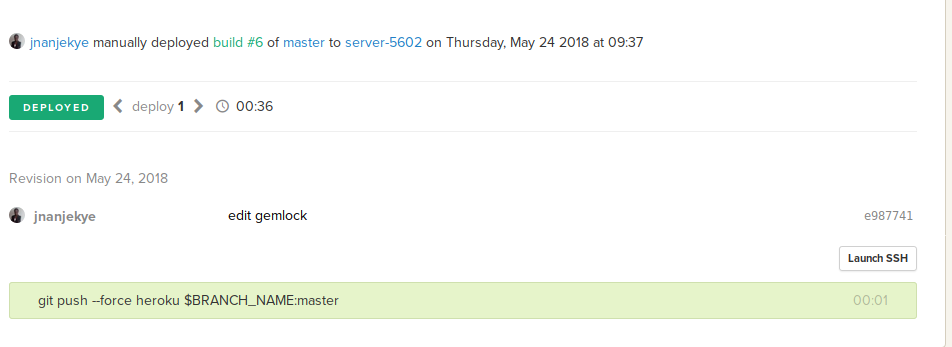 jnanjekye manually deployed build #6 of master to server-5602 on Thursday, May 24 2018 at 09:37
DEPLOYED deploy 1 00:36
Revision on May 24, 2018
jnanjekye edit gemlock e987741
Launch SSH
git push --force heroku $BRANCH_NAME:master 00:01